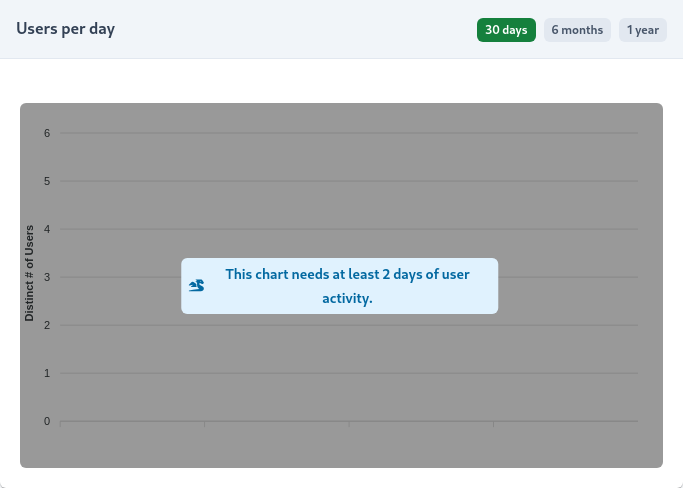 Users per day
30 days
6 months
1 year
6
5
4
3
2
1
0
Distinct # of Users
This chart needs at least 2 days of user
activity.